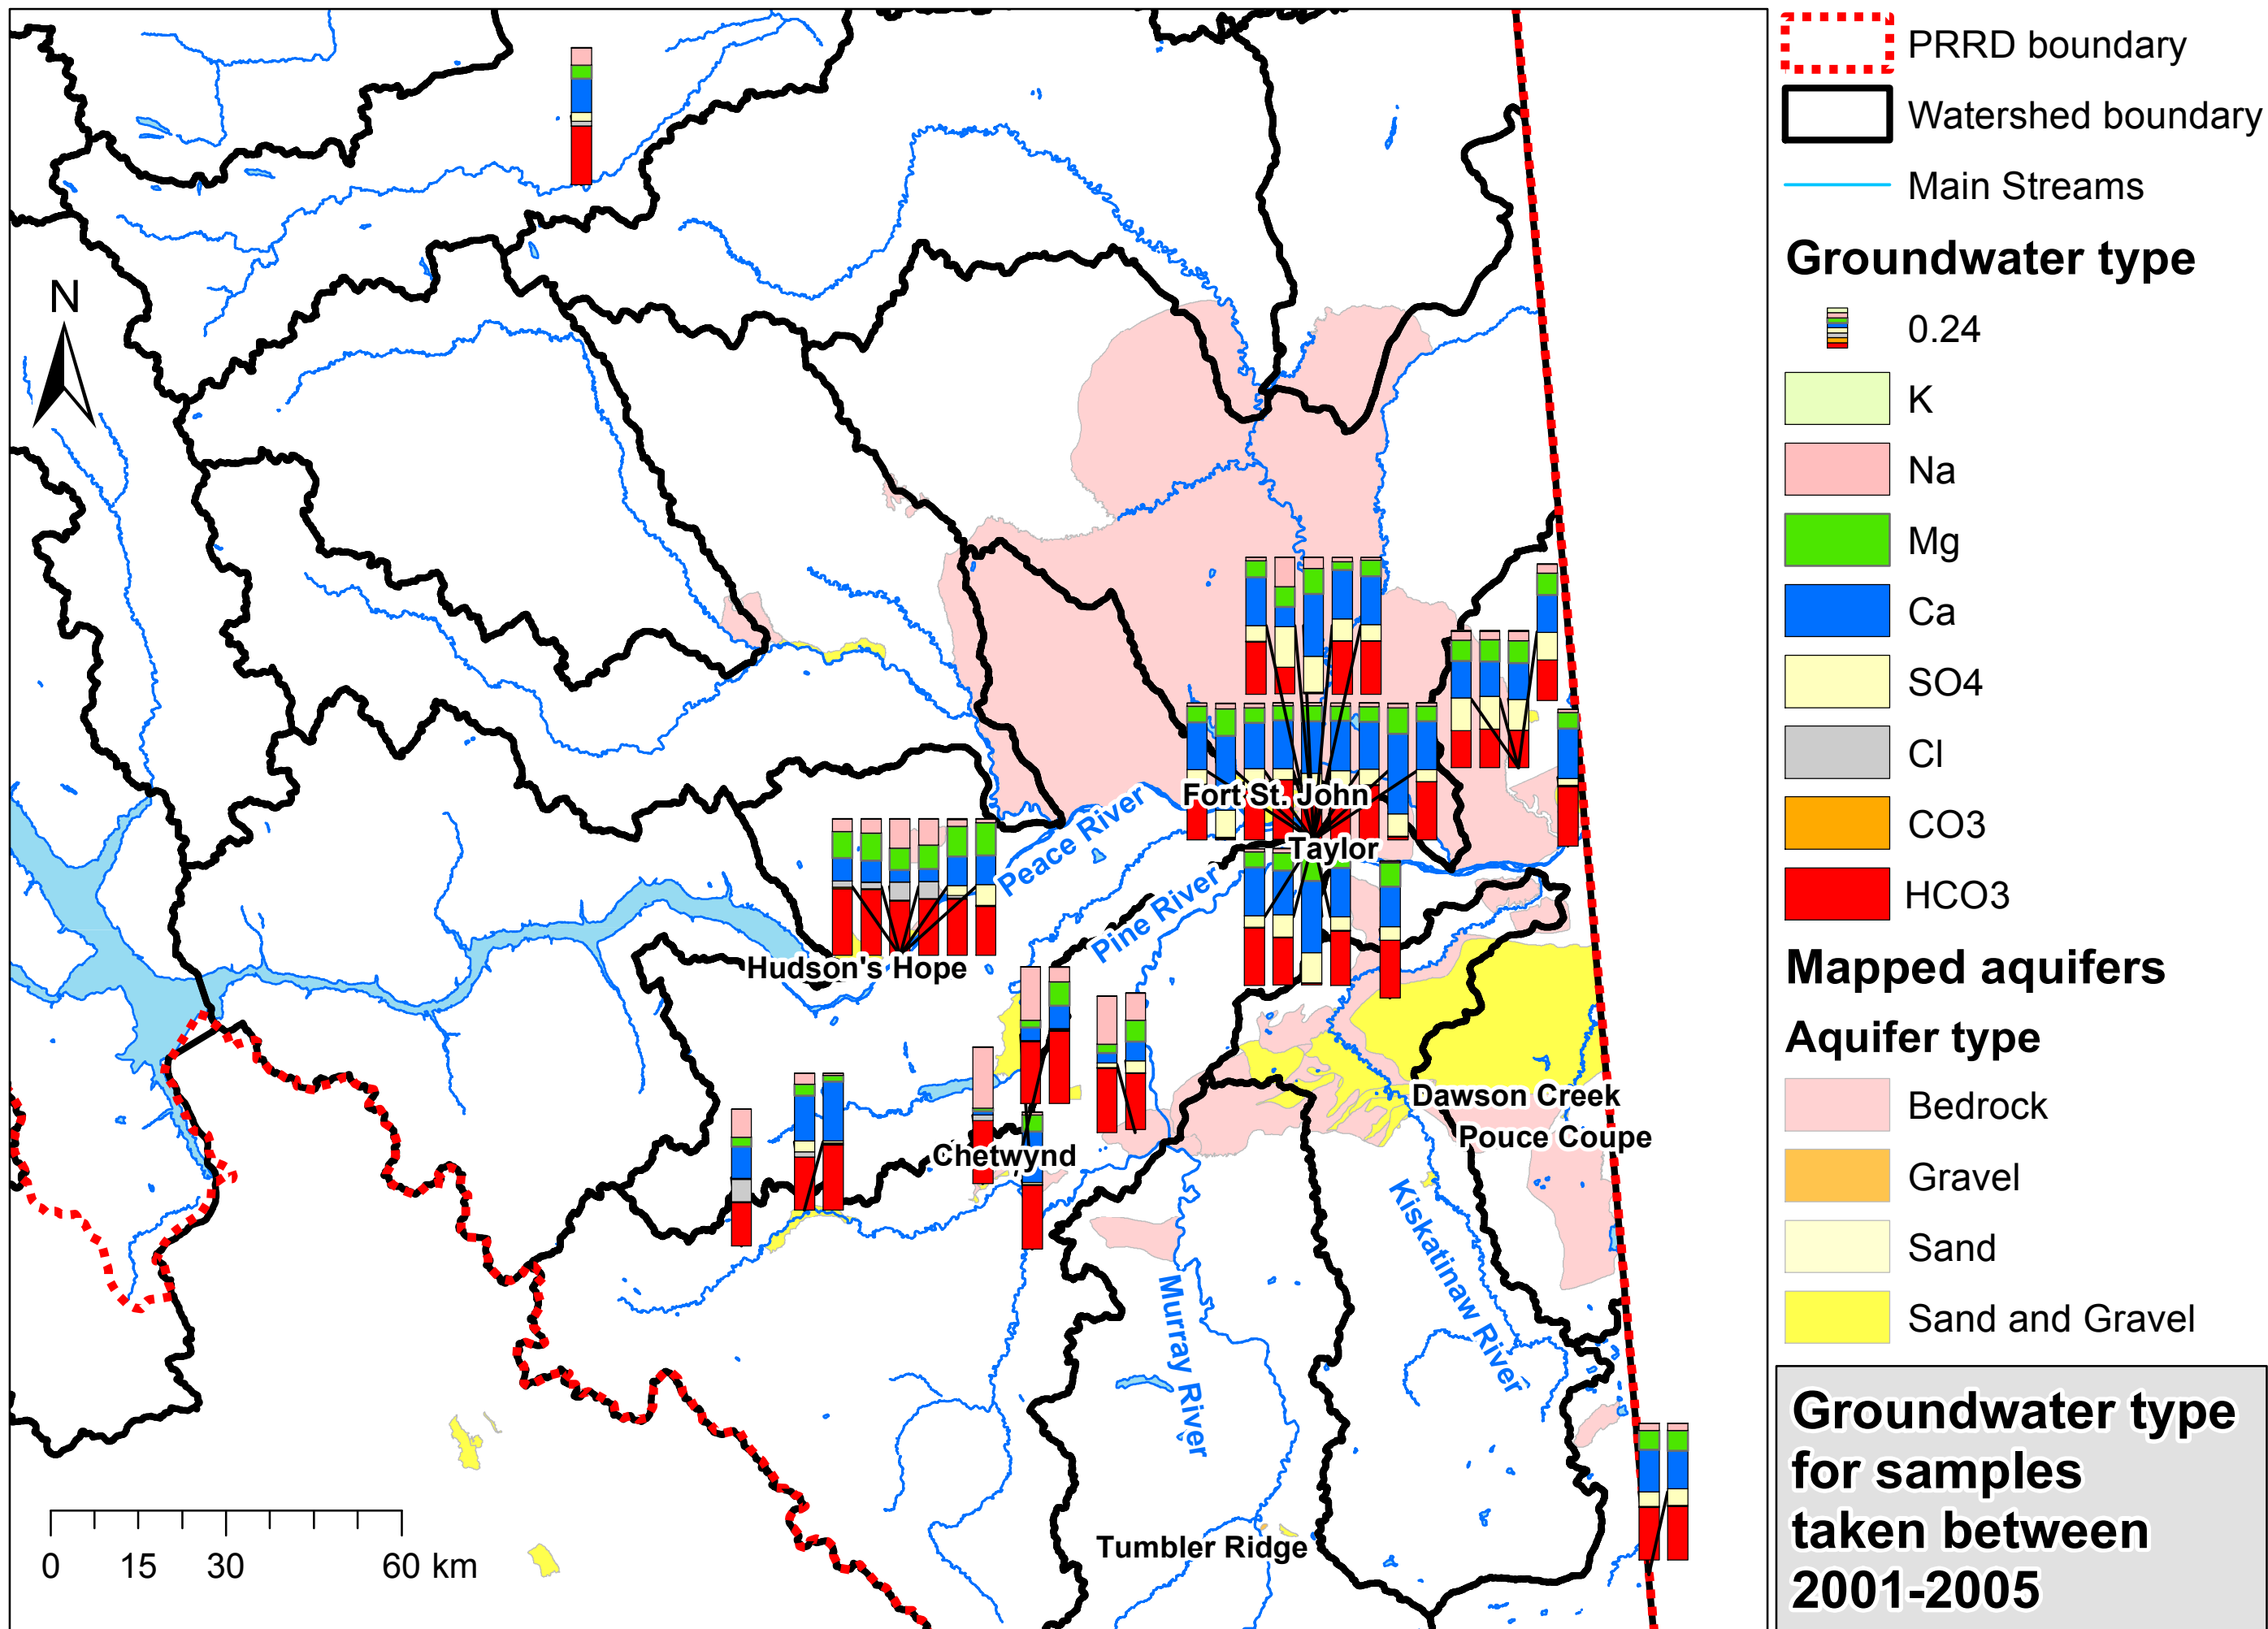 PRRD boundary
Watershed boundary
Main Streams
Groundwater type
0.24
K
Na
Mg
Ca
SO4
Cl
CO3
HCO3
Mapped aquifers
Aquifer type
Bedrock
Gravel
Sand
Sand and Gravel
Groundwater type
for samples
taken between
2001-2005
N
Fort St. John
Taylor
Peace River
Pine River
Hudson's Hope
Dawson Creek
Pouce Coupe
Chetwynd
Kiskatinaw River
Murray River
Tumbler Ridge
0 15 30 60 km